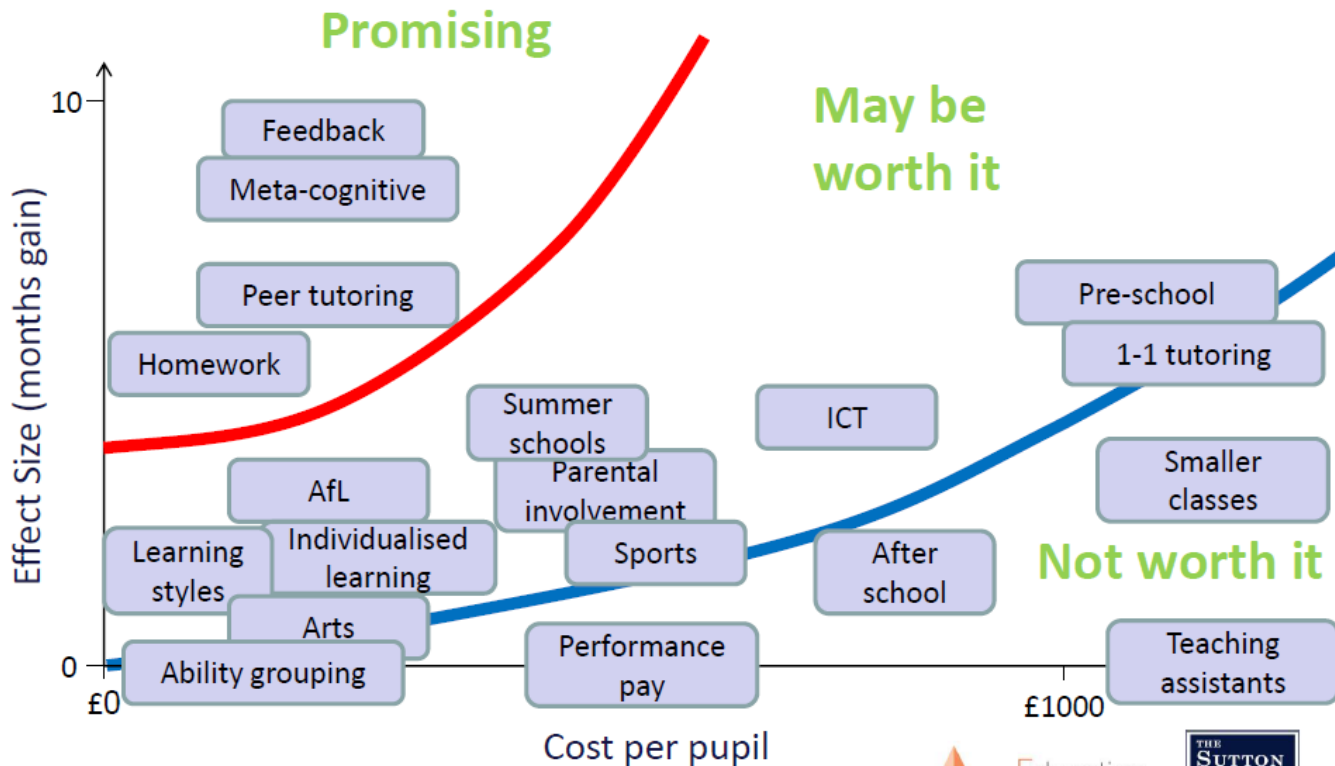 Promising
10
Feedback
May be
worth it
Meta-cognitive
Effect Size (months gain)
Peer tutoring
Pre-school
Homework
1-1 tutoring
Summer
schools
ICT
Parental
involvement
AfL
Smaller
classes
Learning
styles
Individualised
learning
Sports
After
school
Not worth it
Arts
Performance
pay
Teaching
assistants
0
Ability grouping
£0
£1000
Cost per pupil
THE
SUTTON